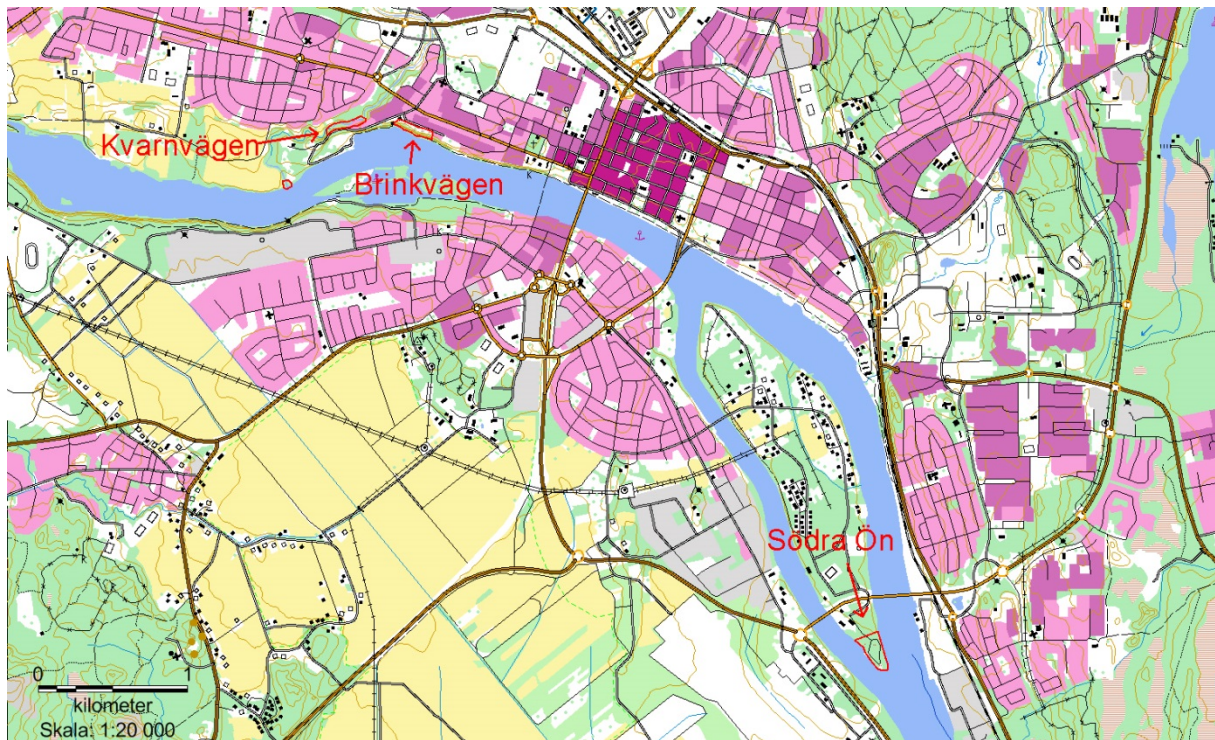 Kvarnvägen
Brinkvägen
Södra Ön
0 1
kilometer
Skala: 1:20 000